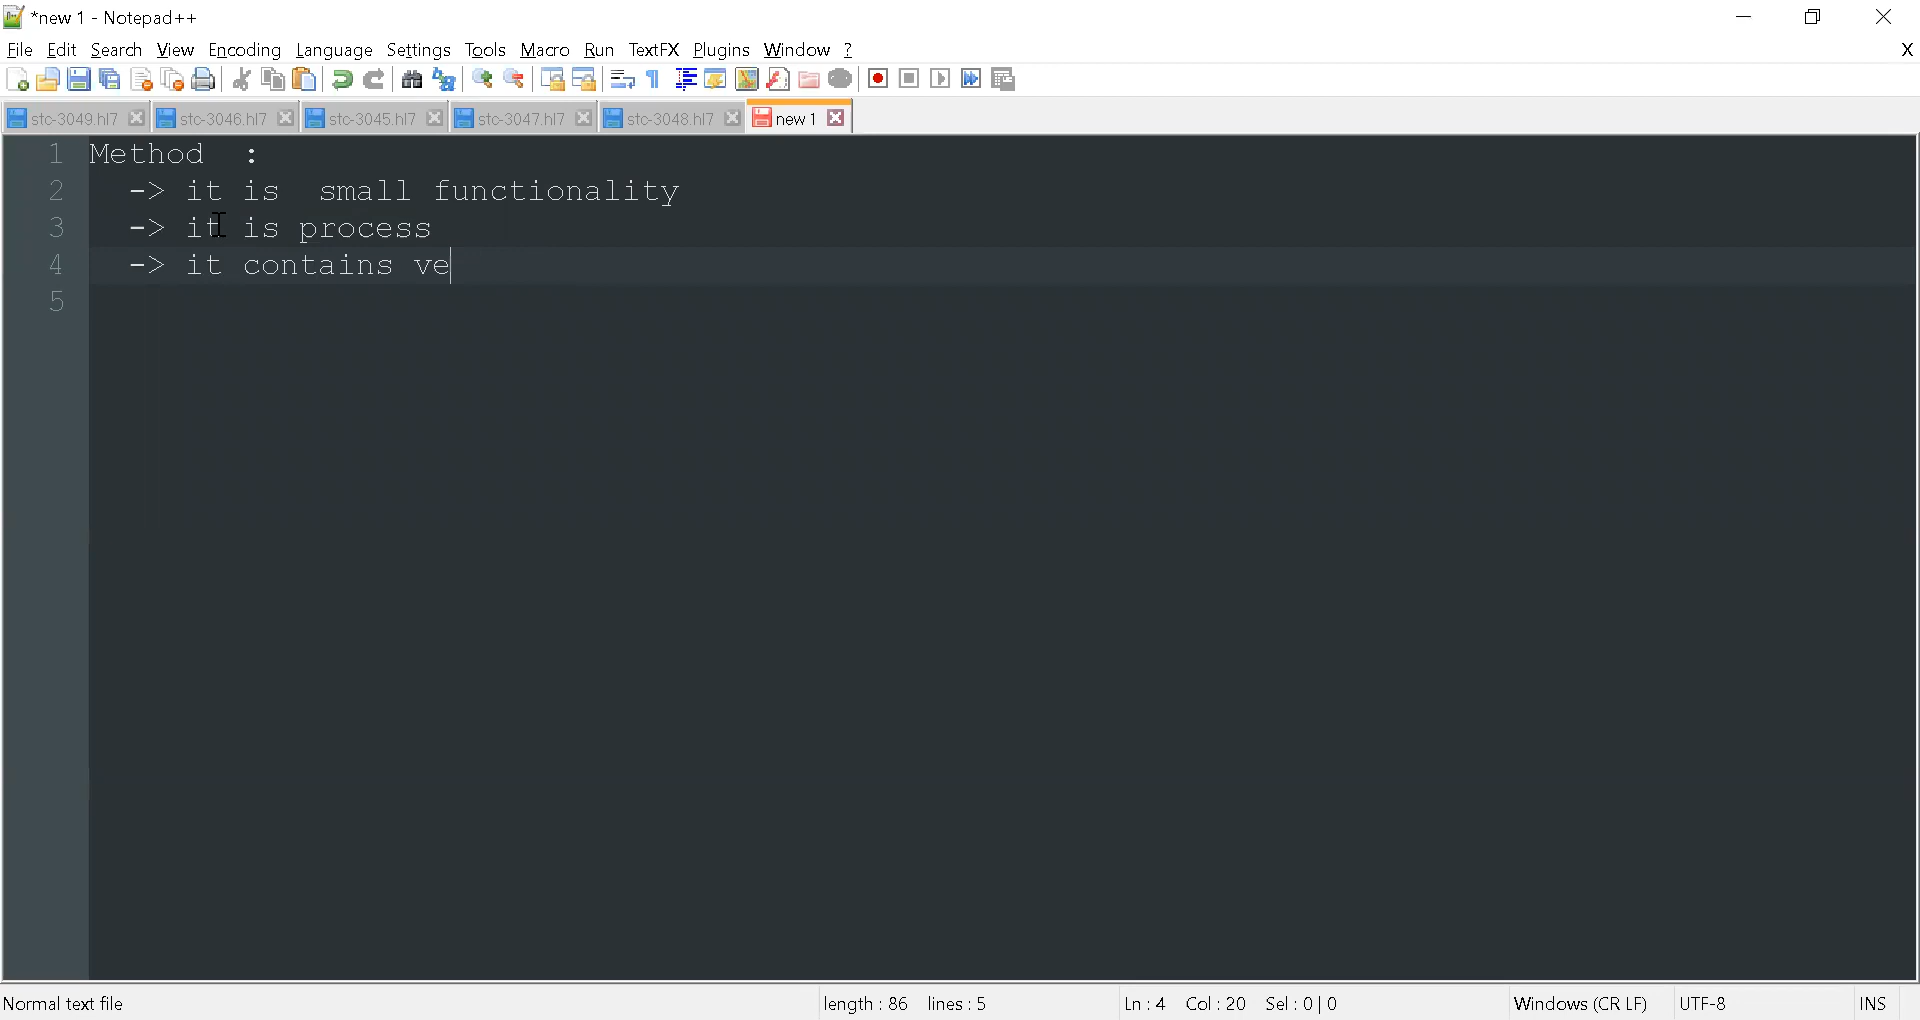 *new 1 - Notepad++
File Edit Search View Encoding Language Settings Tools Macro Run TextFX Plugins Window ? X
stc-3049.hl7 stc-3046.hl7 stc-3045.hl7 stc-3047.hl7 stc-3048.hl7 new 1
1 Method  :
2 -> it is  small functionality
3 -> it is process
4 -> it contains ve
5
Normal text file length : 86 lines : 5 Ln : 4 Col : 20 Sel : 0 | 0 Windows (CR LF) UTF-8 INS